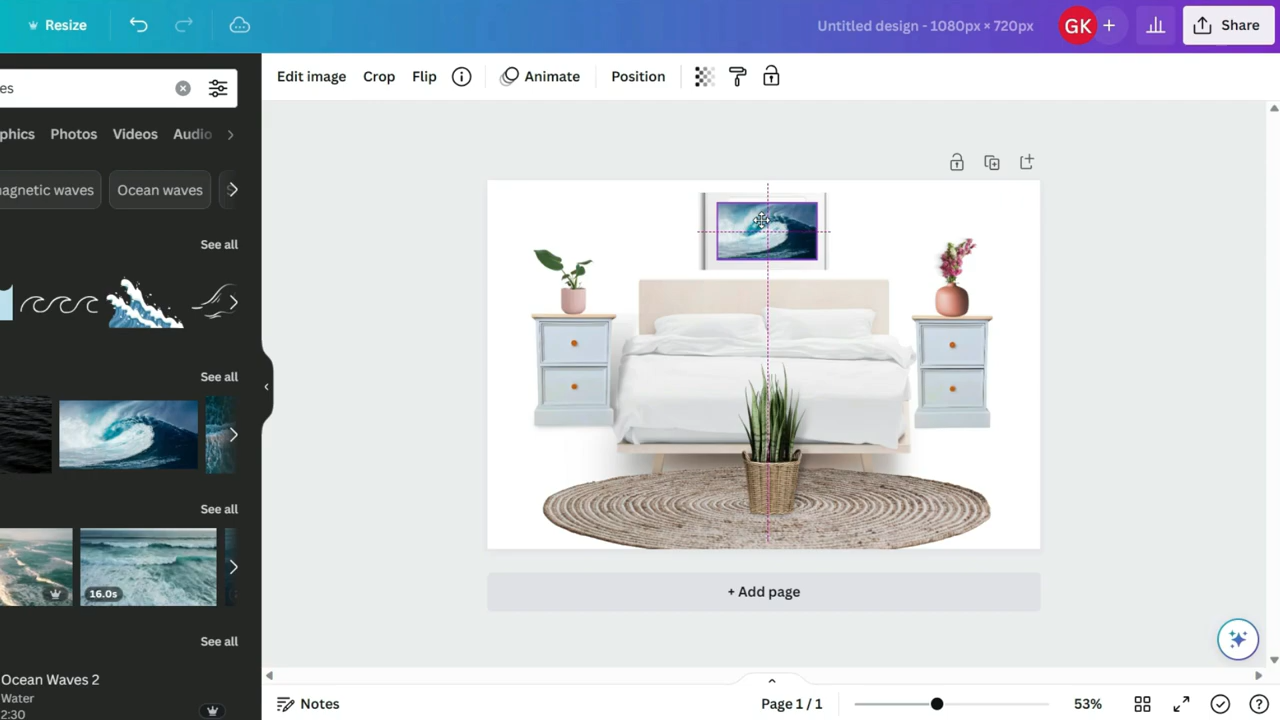 Resize
Untitled design - 1080px × 720px
GK
+
Share
es
Edit image
Crop
Flip
Animate
Position
phics
Photos
Videos
Audio
agnetic waves
Ocean waves
See all
See all
See all
16.0s
See all
+ Add page
Ocean Waves 2
Water
2:30
Notes
Page 1 / 1
53%